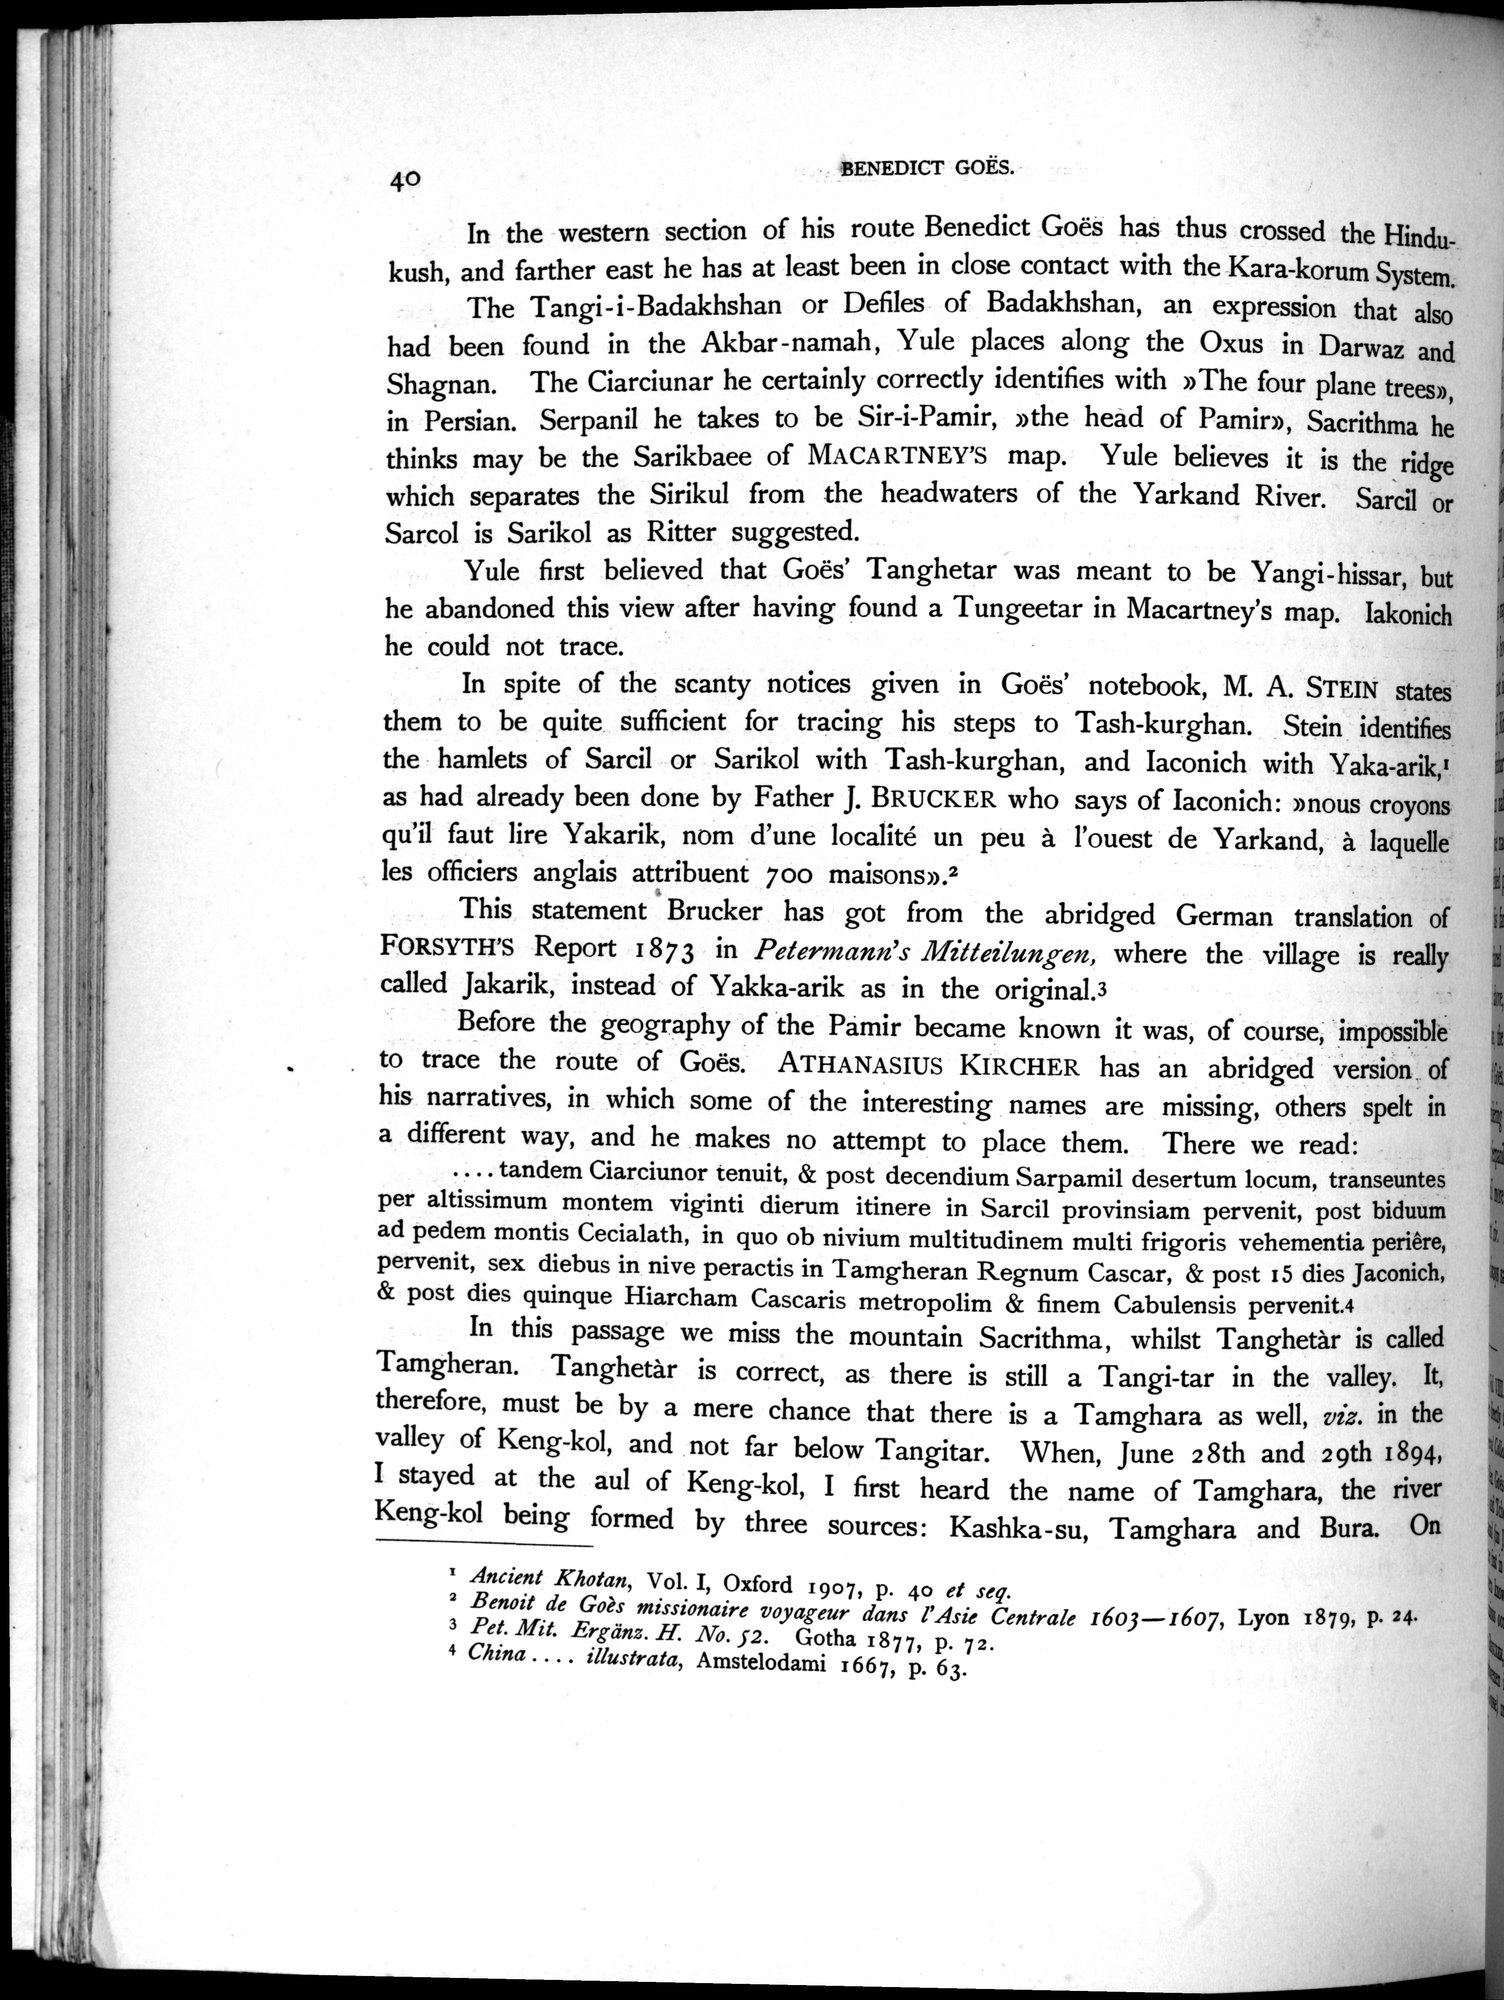 40
BENEDICT GOËS.
In the western section of his route Benedict Goës has thus crossed the Hindu-
kush, and farther east he has at least been in close contact with the Kara-korum System.
The Tangi-i-Badakhshan or Defiles of Badakhshan, an expression that also
had been found in the Akbar-namah, Yule places along the Oxus in Darwaz and
Shagnan. The Ciarciunar he certainly correctly identifies with »The four plane trees»,
in Persian. Serpanil he takes to be Sir-i-Pamir, »the head of Pamir», Sacrithma he
thinks may be the Sarikbaee of MACARTNEY'S map. Yule believes it is the ridge
which separates the Sirikul from the headwaters of the Yarkand River. Sarcil or
Sarcol is Sarikol as Ritter suggested.
Yule first believed that Goës' Tanghetar was meant to be Yangi-hissar, but
he abandoned this view after having found a Tungeetar in Macartney's map. Iakonich
he could not trace.
In spite of the scanty notices given in Goës' notebook, M. A. STEIN states
them to be quite sufficient for tracing his steps to Tash-kurghan. Stein identifies
the hamlets of Sarcil or Sarikol with Tash-kurghan, and Iaconich with Yaka-arik,¹
as had already been done by Father J. BRUCKER who says of Iaconich: »nous croyons
qu'il faut lire Yakarik, nom d'une localité un peu à l'ouest de Yarkand, à laquelle
les officiers anglais attribuent 700 maisons».²
This statement Brucker has got from the abridged German translation of
FORSYTH'S Report 1873 in Petermann's Mitteilungen, where the village is really
called Jakarik, instead of Yakka-arik as in the original.³
Before the geography of the Pamir became known it was, of course, impossible
to trace the route of Goës. ATHANASIUS KIRCHER has an abridged version of
his narratives, in which some of the interesting names are missing, others spelt in
a different way, and he makes no attempt to place them. There we read:
....tandem Ciarciunor tenuit, & post decendium Sarpamil desertum locum, transeuntes
per altissimum montem viginti dierum itinere in Sarcil provinsiam pervenit, post biduum
ad pedem montis Cecialath, in quo ob nivium multitudinem multi frigoris vehementia periêre,
pervenit, sex diebus in nive peractis in Tamgheran Regnum Cascar, & post 15 dies Jaconich,
& post dies quinque Hiarcham Cascaris metropolim & finem Cabulensis pervenit.⁴
In this passage we miss the mountain Sacrithma, whilst Tanghetàr is called
Tamgheran. Tanghetàr is correct, as there is still a Tangi-tar in the valley. It,
therefore, must be by a mere chance that there is a Tamghara as well, viz. in the
valley of Keng-kol, and not far below Tangitar. When, June 28th and 29th 1894,
I stayed at the aul of Keng-kol, I first heard the name of Tamghara, the river
Keng-kol being formed by three sources: Kashka-su, Tamghara and Bura. On
¹ Ancient Khotan, Vol. I, Oxford 1907, p. 40 et seq.
² Benoit de Goès missionaire voyageur dans l'Asie Centrale 1603—1607, Lyon 1879, p. 24.
³ Pet. Mit. Ergänz. H. No. 52. Gotha 1877, p. 72.
⁴ China.... illustrata, Amstelodami 1667, p. 63.